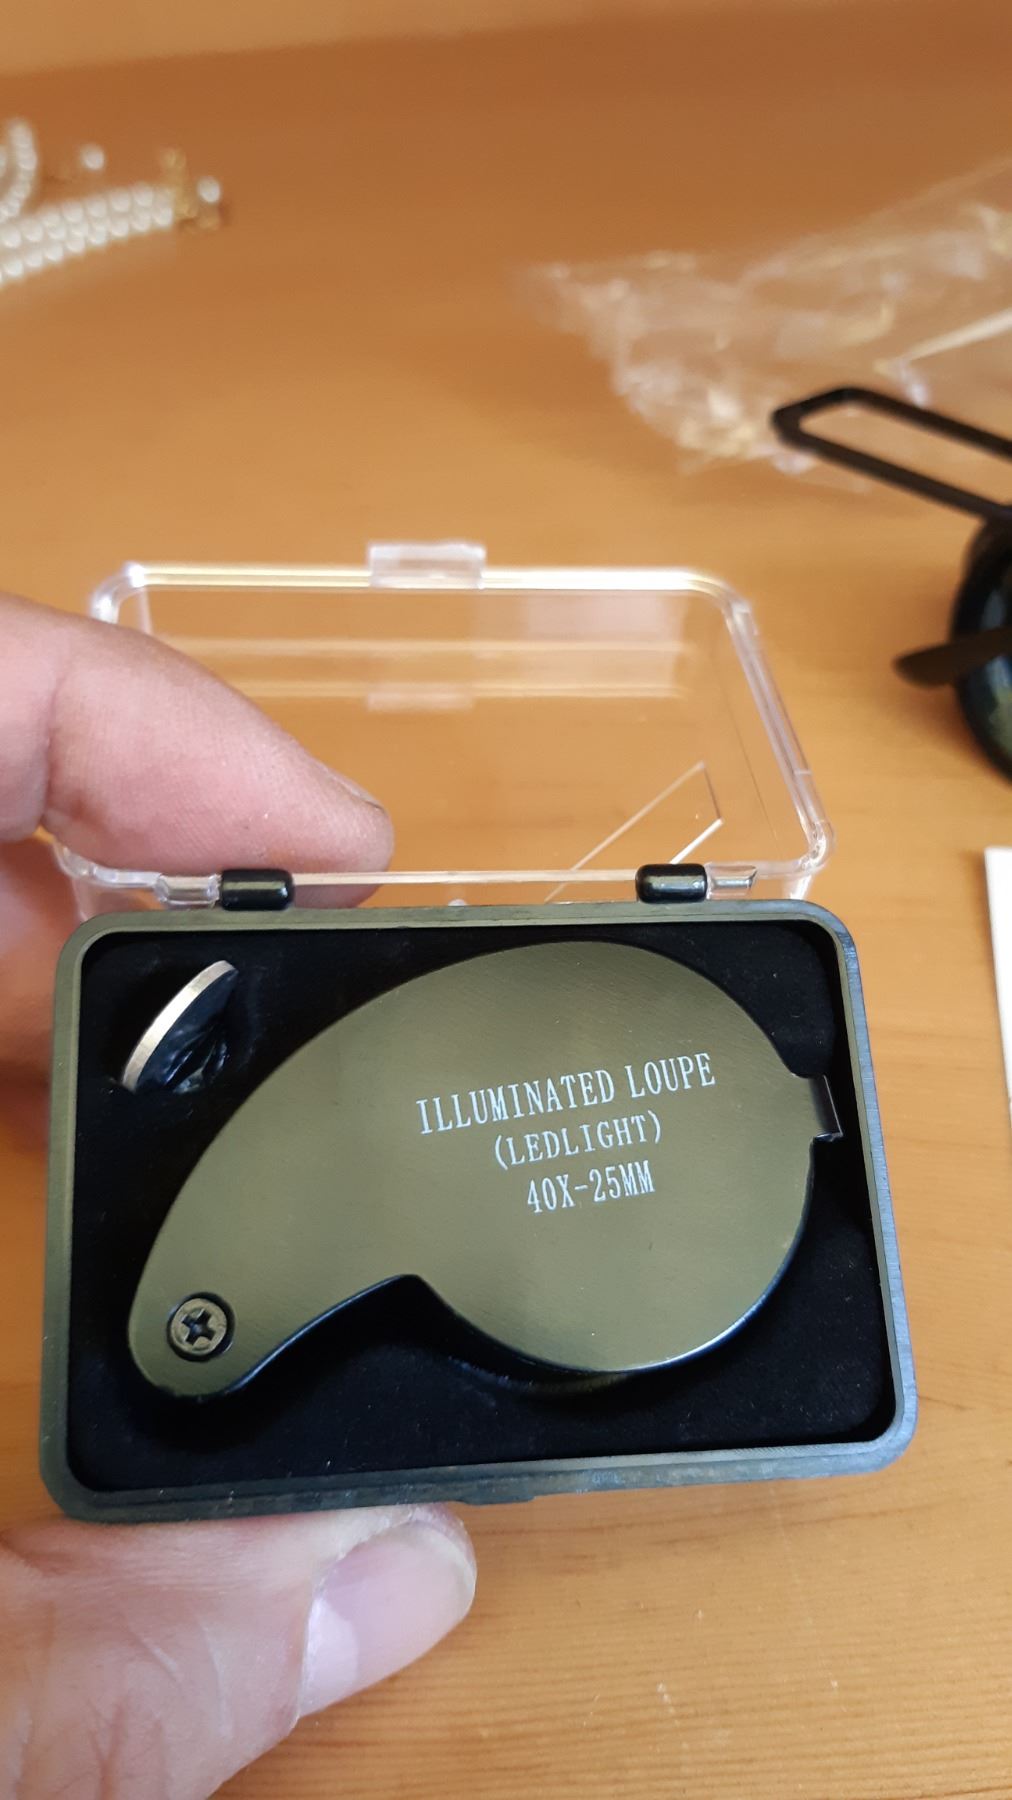 ILLUMINATED LOUPE
(LEDLIGHT)
40X-25MM